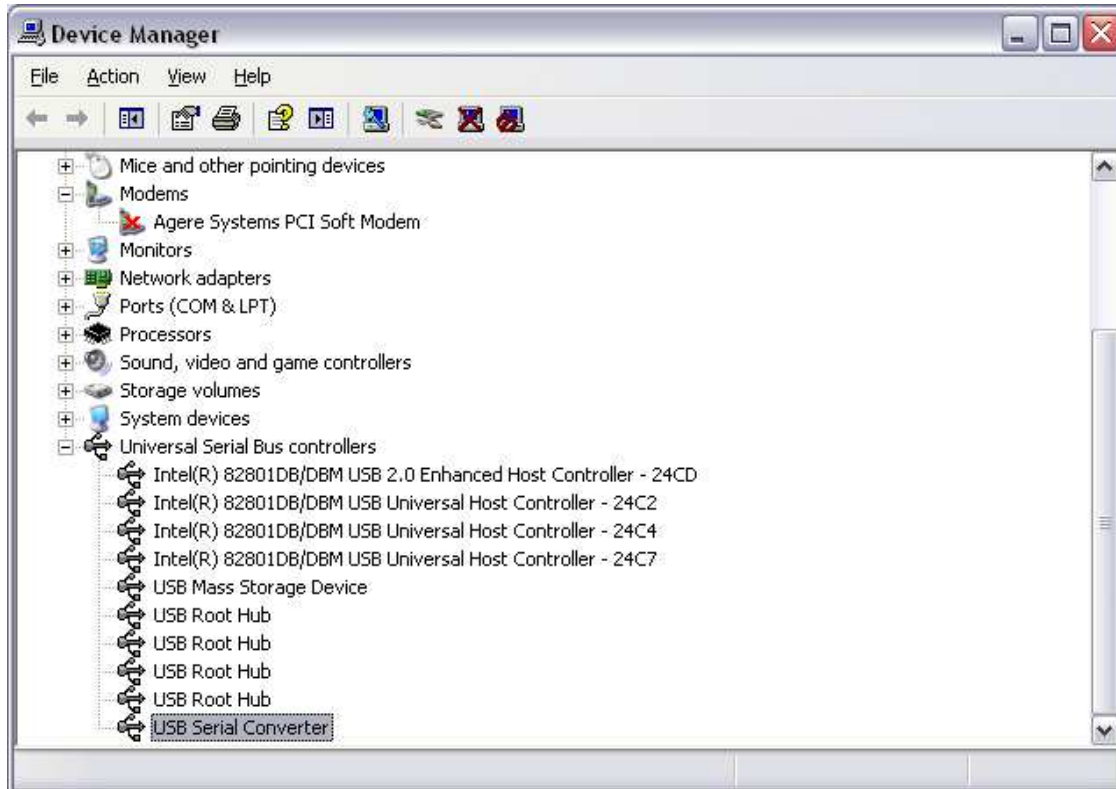 Device Manager
File Action View Help
Mice and other pointing devices
Modems
Agere Systems PCI Soft Modem
Monitors
Network adapters
Ports (COM & LPT)
Processors
Sound, video and game controllers
Storage volumes
System devices
Universal Serial Bus controllers
Intel(R) 82801DB/DBM USB 2.0 Enhanced Host Controller - 24CD
Intel(R) 82801DB/DBM USB Universal Host Controller - 24C2
Intel(R) 82801DB/DBM USB Universal Host Controller - 24C4
Intel(R) 82801DB/DBM USB Universal Host Controller - 24C7
USB Mass Storage Device
USB Root Hub
USB Root Hub
USB Root Hub
USB Root Hub
USB Serial Converter